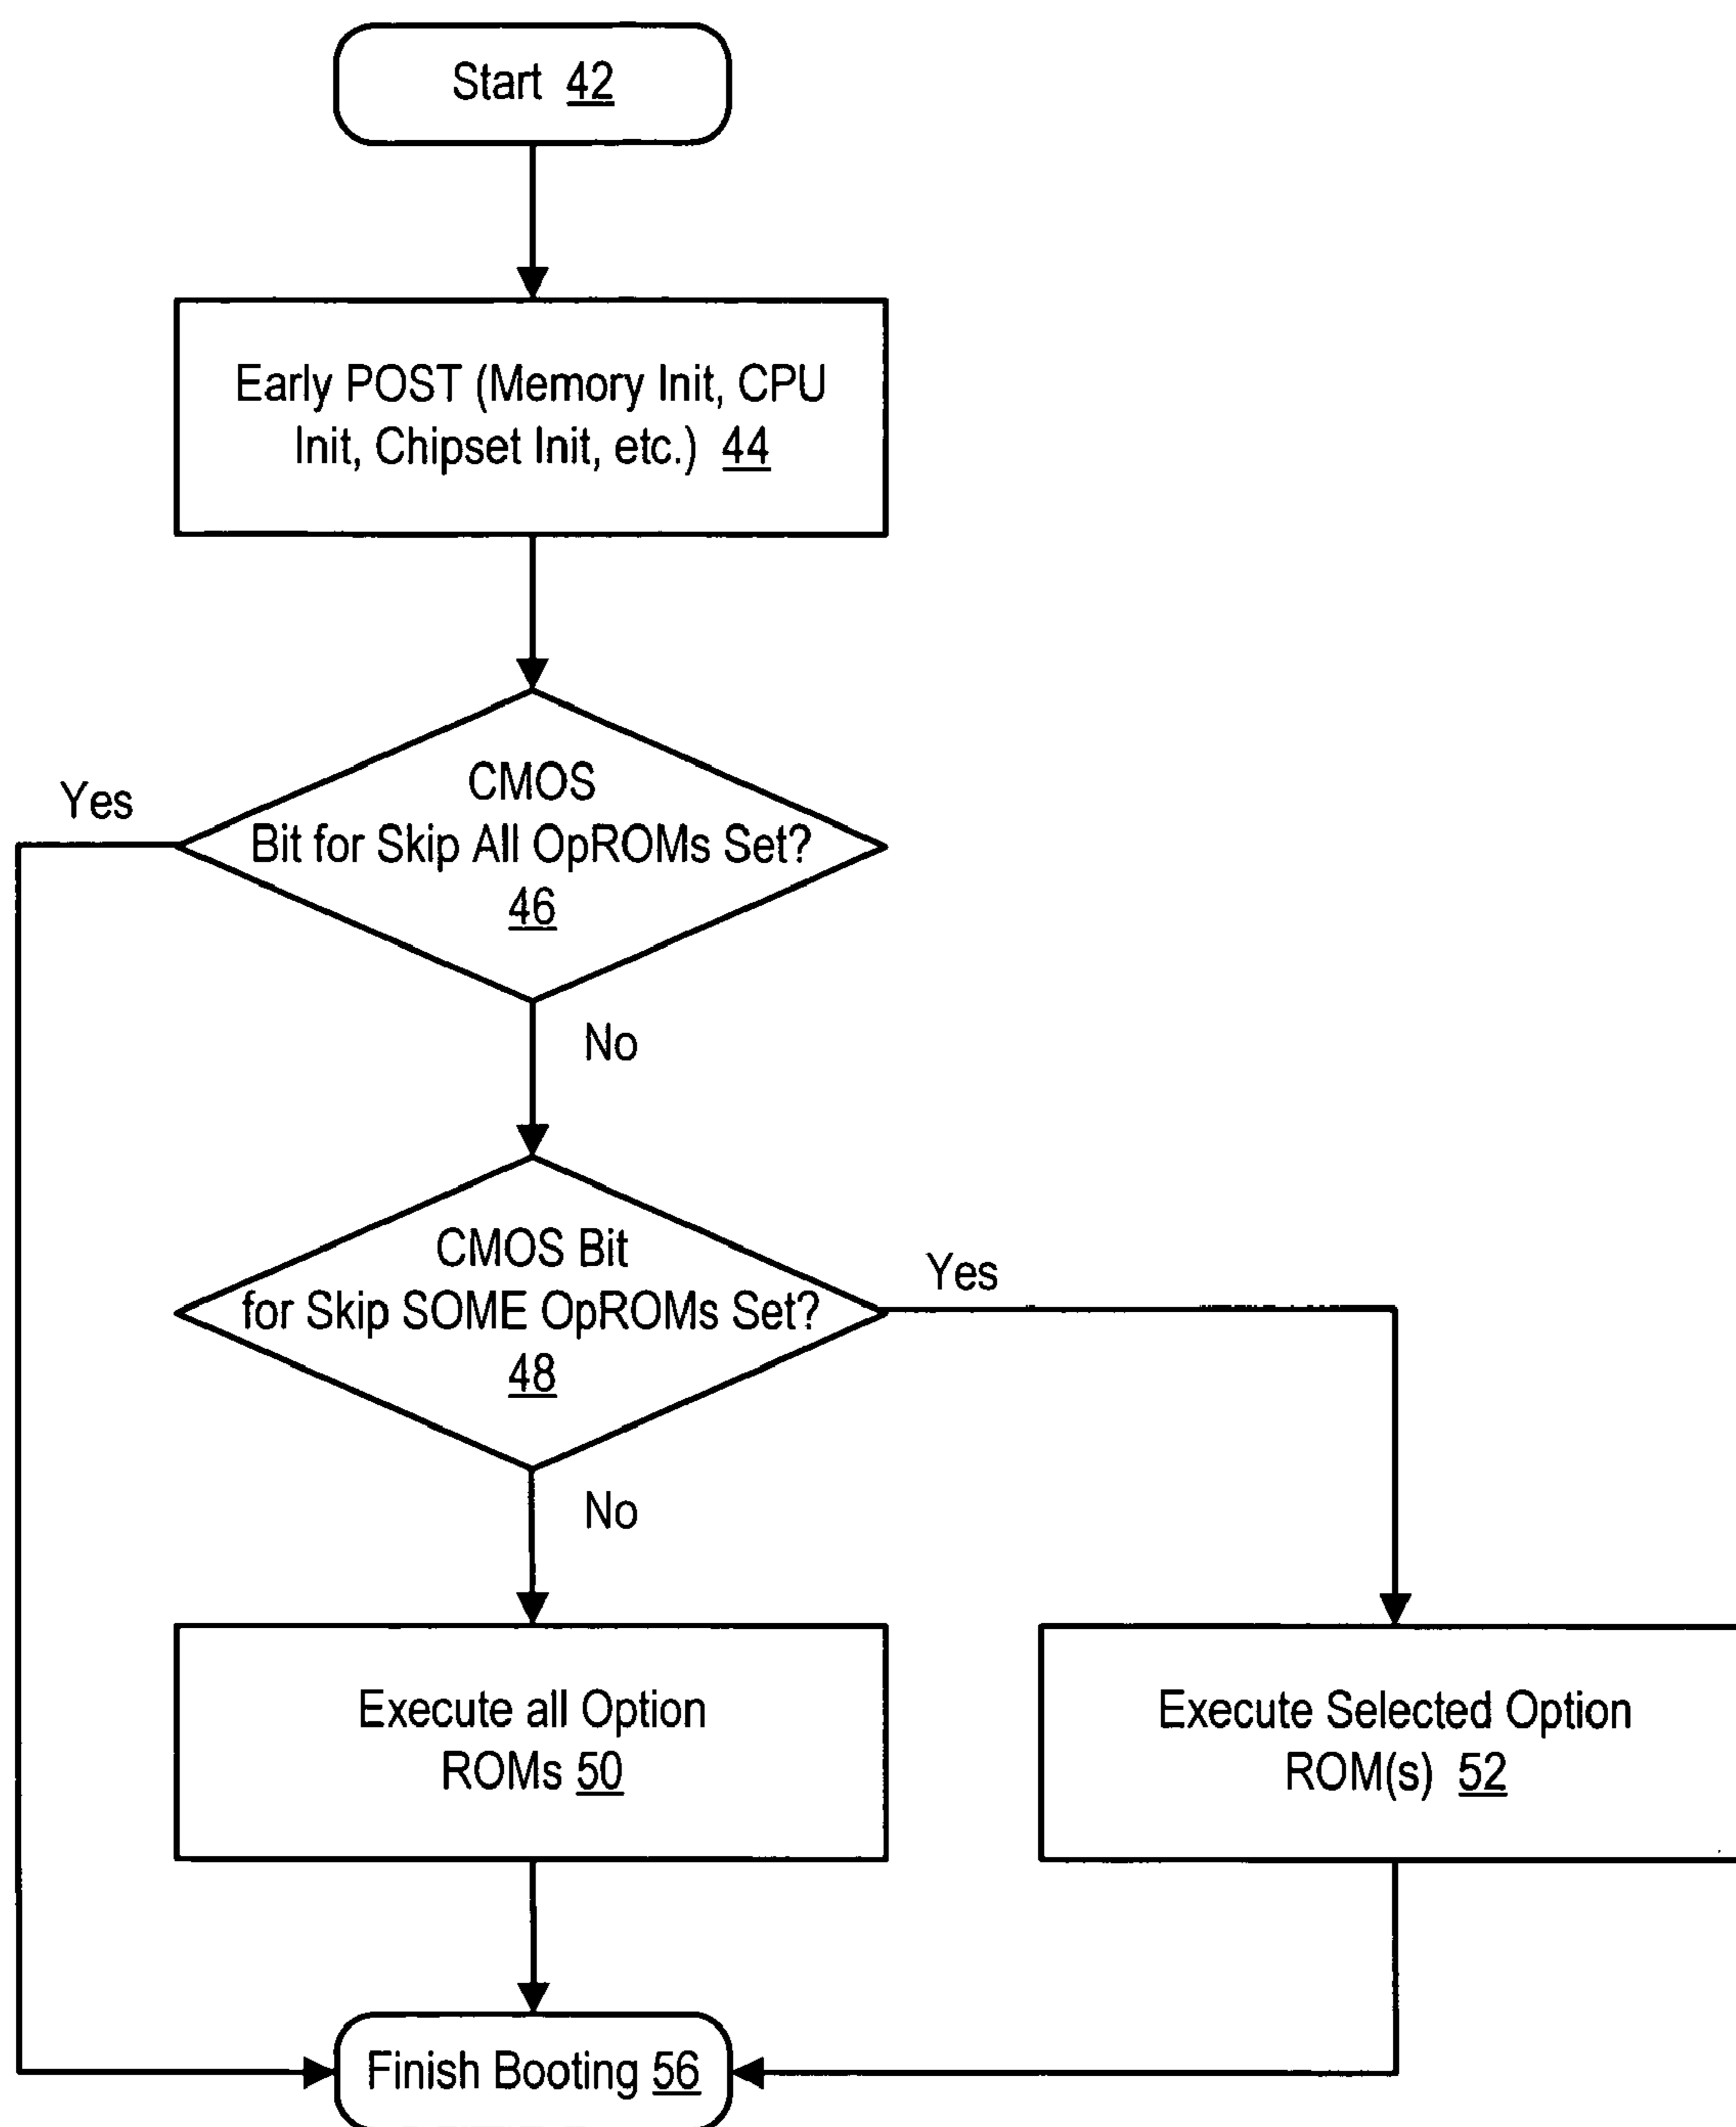 Start 42
Early POST (Memory Init, CPU
Init, Chipset Init, etc.) 44
CMOS
Bit for Skip All OpROMs Set?
46
Yes
No
CMOS Bit
for Skip SOME OpROMs Set?
48
Yes
No
Execute all Option
ROMs 50
Execute Selected Option
ROM(s) 52
Finish Booting 56